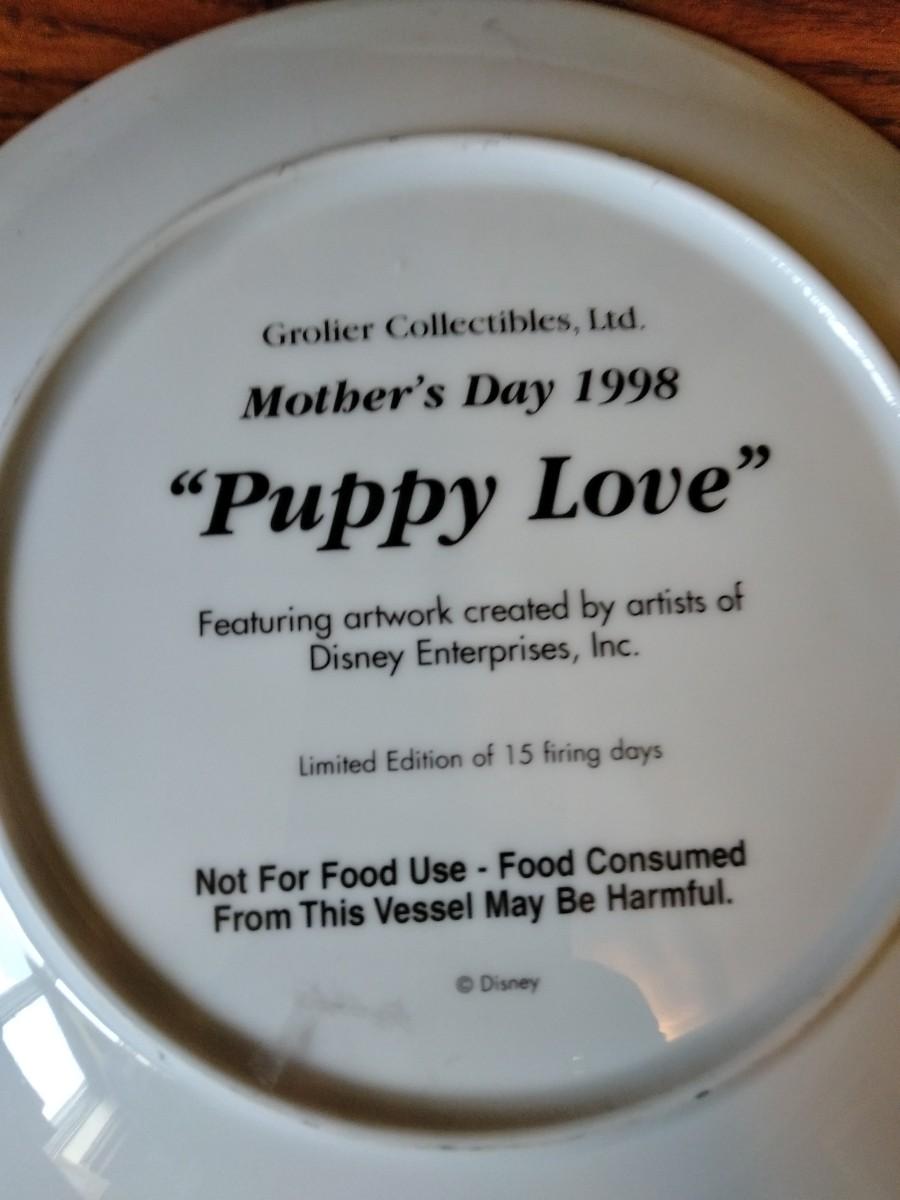 Grolier Collectibles, Ltd.
Mother's Day 1998
“Puppy Love”
Featuring artwork created by artists of
Disney Enterprises, Inc.
Limited Edition of 15 firing days
Not For Food Use - Food Consumed
From This Vessel May Be Harmful.
© Disney